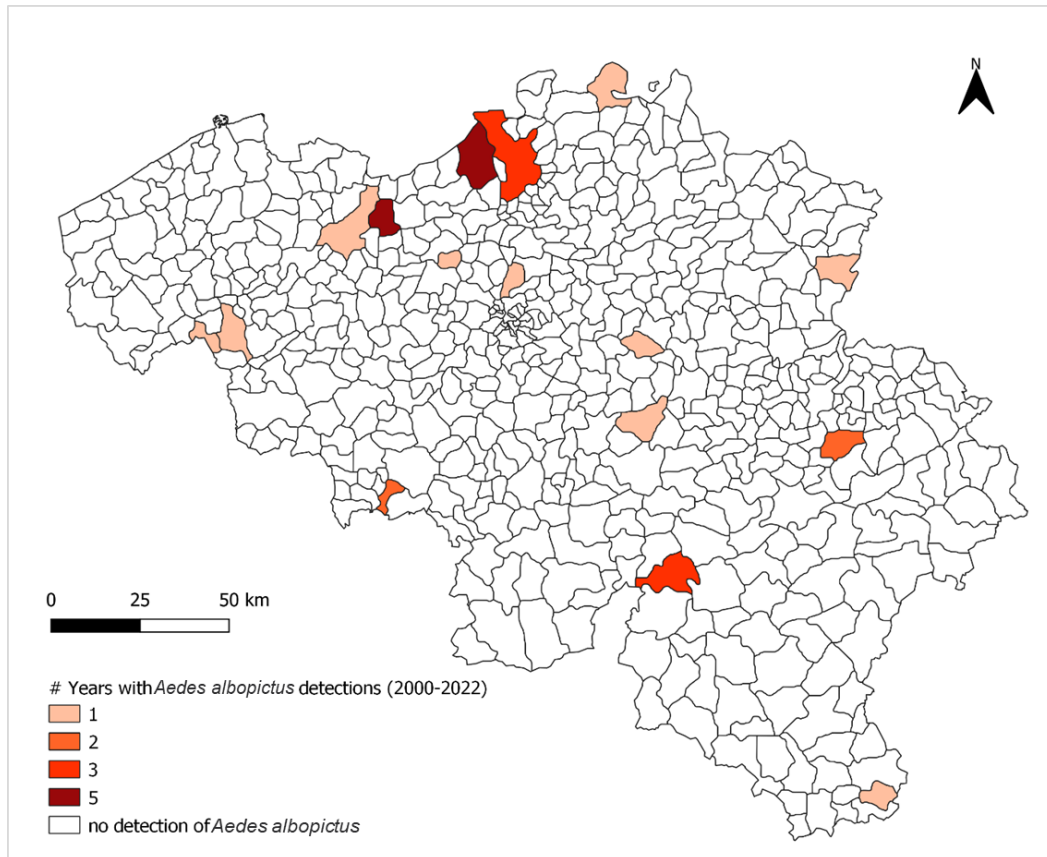 N
0 25 50 km
# Years with Aedes albopictus detections (2000-2022)
1
2
3
5
no detection of Aedes albopictus